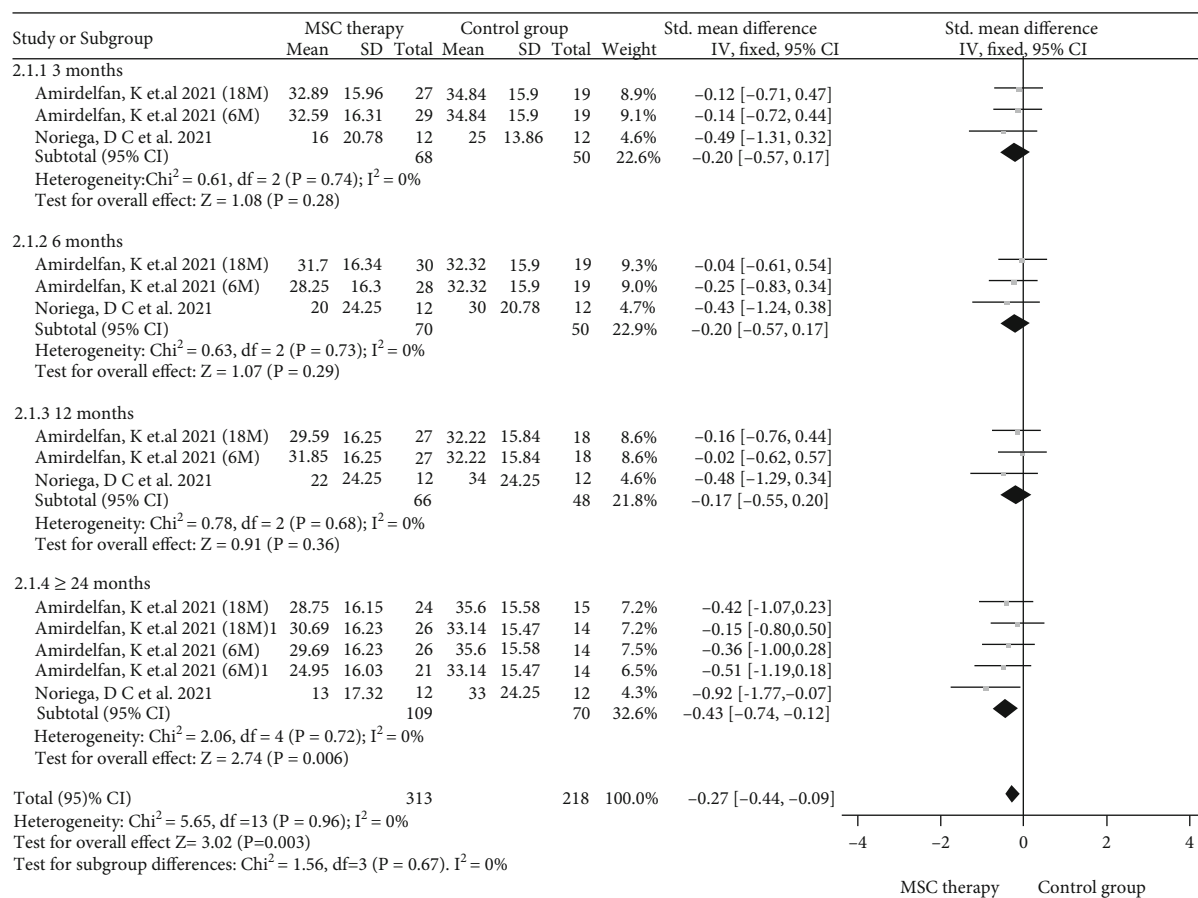 Study or Subgroup MSC therapy Control group Std. mean difference Std. mean difference
Mean SD Total Mean SD Total Weight IV, fixed, 95% CI IV, fixed, 95% CI
2.1.1 3 months
Amirdelfan, K et.al 2021 (18M) 32.89 15.96 27 34.84 15.9 19 8.9% −0.12 [−0.71, 0.47]
Amirdelfan, K et.al 2021 (6M) 32.59 16.31 29 34.84 15.9 19 9.1% −0.14 [−0.72, 0.44]
Noriega, D C et al. 2021 16 20.78 12 25 13.86 12 4.6% −0.49 [−1.31, 0.32]
Subtotal (95% CI) 68 50 22.6% −0.20 [−0.57, 0.17]
Heterogeneity:Chi² = 0.61, df = 2 (P = 0.74); I² = 0%
Test for overall effect: Z = 1.08 (P = 0.28)
2.1.2 6 months
Amirdelfan, K et.al 2021 (18M) 31.7 16.34 30 32.32 15.9 19 9.3% −0.04 [−0.61, 0.54]
Amirdelfan, K et.al 2021 (6M) 28.25 16.3 28 32.32 15.9 19 9.0% −0.25 [−0.83, 0.34]
Noriega, D C et al. 2021 20 24.25 12 30 20.78 12 4.7% −0.43 [−1.24, 0.38]
Subtotal (95% CI) 70 50 22.9% −0.20 [−0.57, 0.17]
Heterogeneity: Chi² = 0.63, df = 2 (P = 0.73); I² = 0%
Test for overall effect: Z = 1.07 (P = 0.29)
2.1.3 12 months
Amirdelfan, K et.al 2021 (18M) 29.59 16.25 27 32.22 15.84 18 8.6% −0.16 [−0.76, 0.44]
Amirdelfan, K et.al 2021 (6M) 31.85 16.25 27 32.22 15.84 18 8.6% −0.02 [−0.62, 0.57]
Noriega, D C et al. 2021 22 24.25 12 34 24.25 12 4.6% −0.48 [−1.29, 0.34]
Subtotal (95% CI) 66 48 21.8% −0.17 [−0.55, 0.20]
Heterogeneity: Chi² = 0.78, df = 2 (P = 0.68); I² = 0%
Test for overall effect: Z = 0.91 (P = 0.36)
2.1.4 ≥ 24 months
Amirdelfan, K et.al 2021 (18M) 28.75 16.15 24 35.6 15.58 15 7.2% −0.42 [-1.07,0.23]
Amirdelfan, K et.al 2021 (18M)1 30.69 16.23 26 33.14 15.47 14 7.2% −0.15 [−0.80,0.50]
Amirdelfan, K et.al 2021 (6M) 29.69 16.23 26 35.6 15.58 14 7.5% −0.36 [-1.00,0.28]
Amirdelfan, K et.al 2021 (6M)1 24.95 16.03 21 33.14 15.47 14 6.5% −0.51 [−1.19,0.18]
Noriega, D C et al. 2021 13 17.32 12 33 24.25 12 4.3% −0.92 [−1.77,−0.07]
Subtotal (95% CI) 109 70 32.6% −0.43 [−0.74, −0.12]
Heterogeneity: Chi² = 2.06, df = 4 (P = 0.72); I² = 0%
Test for overall effect: Z = 2.74 (P = 0.006)
Total (95)% CI) 313 218 100.0% −0.27 [−0.44, −0.09]
Heterogeneity: Chi² = 5.65, df =13 (P = 0.96); I² = 0%
Test for overall effect Z= 3.02 (P=0.003)
Test for subgroup differences: Chi² = 1.56, df=3 (P = 0.67). I² = 0%
−4 −2 0 2 4
MSC therapy Control group